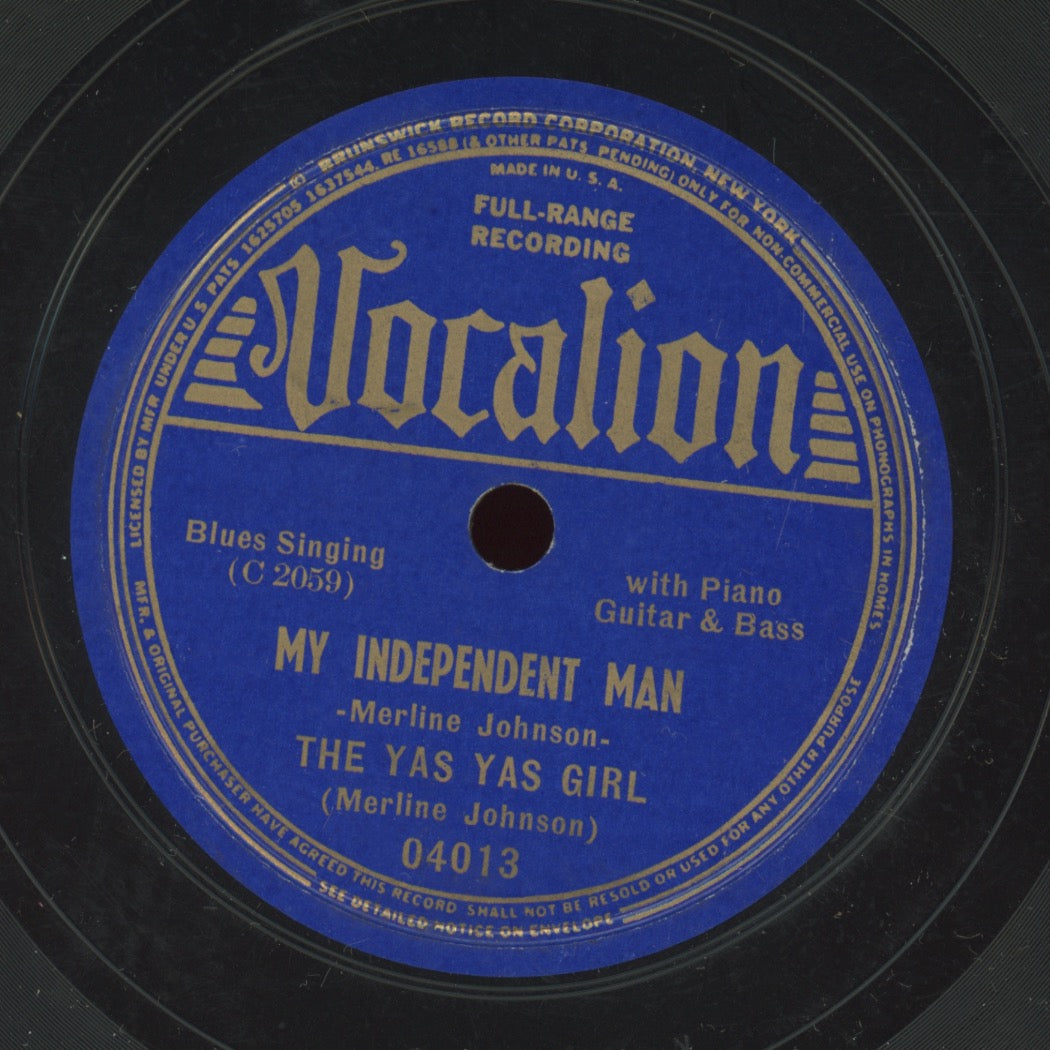 Ⓟ BRUNSWICK RECORD CORPORATION, NEW YORK
LICENSED BY MFR. UNDER U S PATS 1625705 1637544, RE 16588 (& OTHER PATS. PENDING) ONLY FOR NON-COMMERCIAL USE ON PHONOGRAPHS IN HOMES
MADE IN U. S. A.
FULL-RANGE
RECORDING
Vocalion
Blues Singing
(C 2059)
with Piano
Guitar & Bass
MY INDEPENDENT MAN
-Merline Johnson-
THE YAS YAS GIRL
(Merline Johnson)
04013
MFR. & ORIGINAL PURCHASER HAVE AGREED THIS RECORD SHALL NOT BE RESOLD OR USED FOR ANY OTHER PURPOSE
SEE DETAILED NOTICE ON ENVELOPE